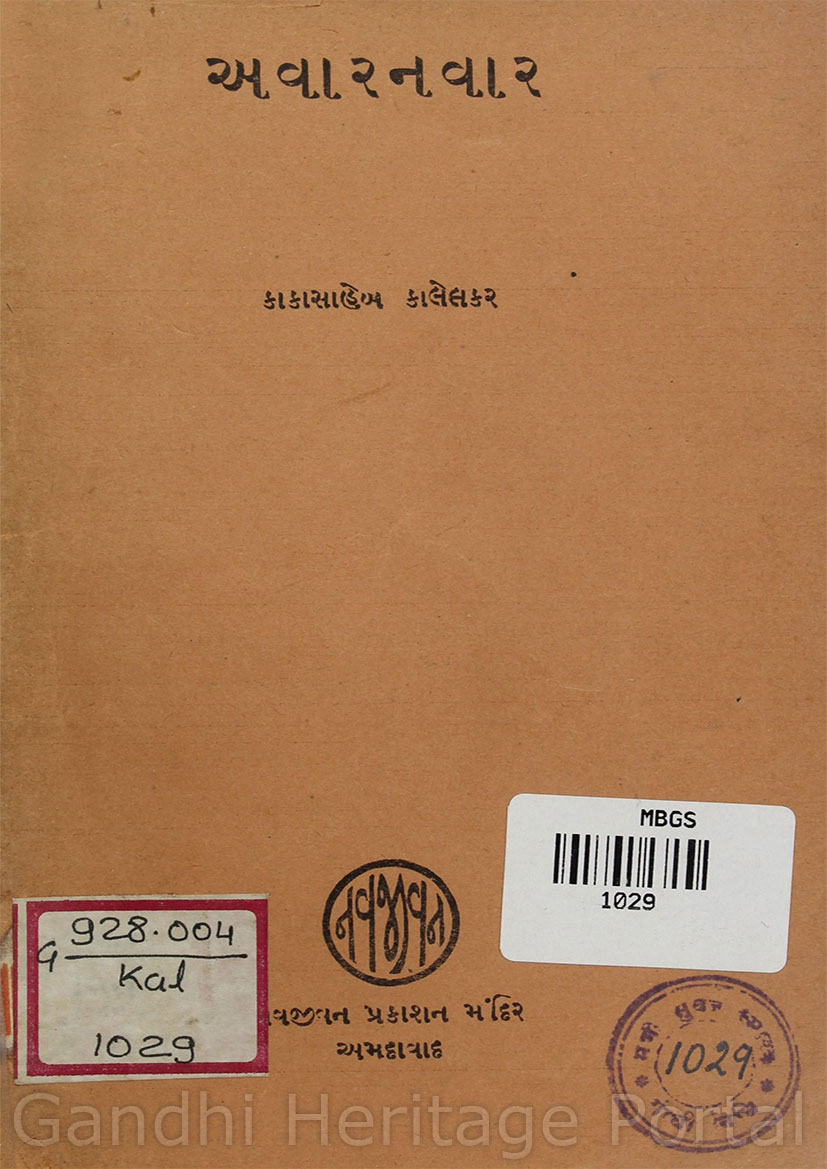 અવારનવાર
કાકાસાહેબ કાલેલકર
MBGS
1029
નવજીવન
G 928.004
Kal
1029
વજીવન પ્રકાશન મંદિર
અમદાવાદ
1029
Gandhi Heritage Portal